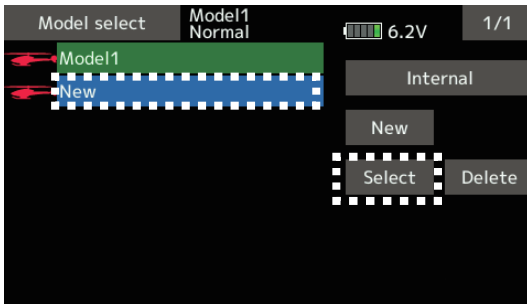 Model select
Model1
Normal
6.2V
1/1
Model1
Internal
New
New
Select
Delete